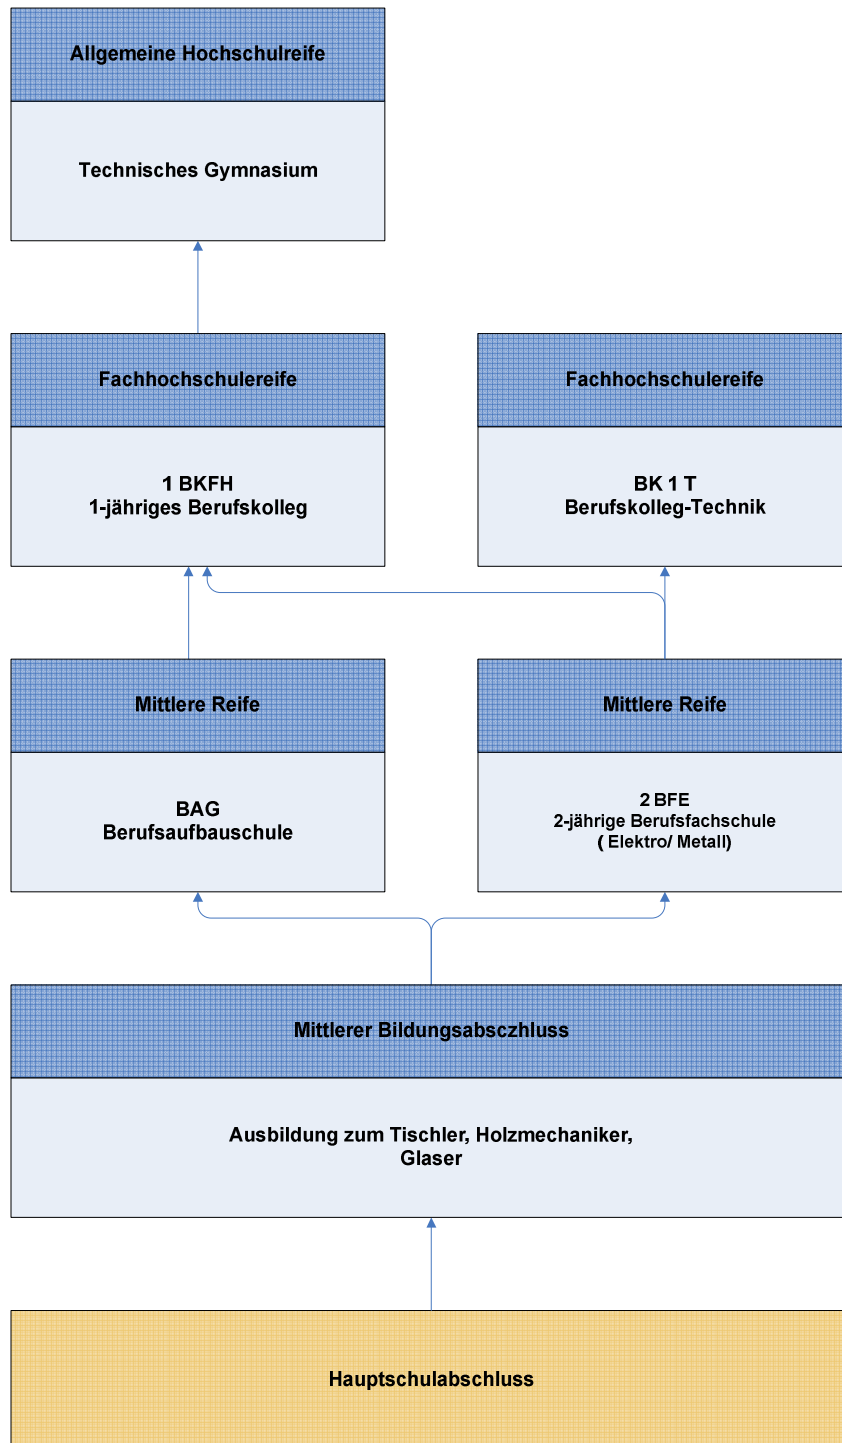 Allgemeine Hochschulreife
Technisches Gymnasium
Fachhochschulereife
1 BKFH
1-jähriges Berufskolleg
Fachhochschulereife
BK 1 T
Berufskolleg-Technik
Mittlere Reife
BAG
Berufsaufbauschule
Mittlere Reife
2 BFE
2-jährige Berufsfachschule
( Elektro/ Metall)
Mittlerer Bildungsabsczhluss
Ausbildung zum Tischler, Holzmechaniker,
Glaser
Hauptschulabschluss